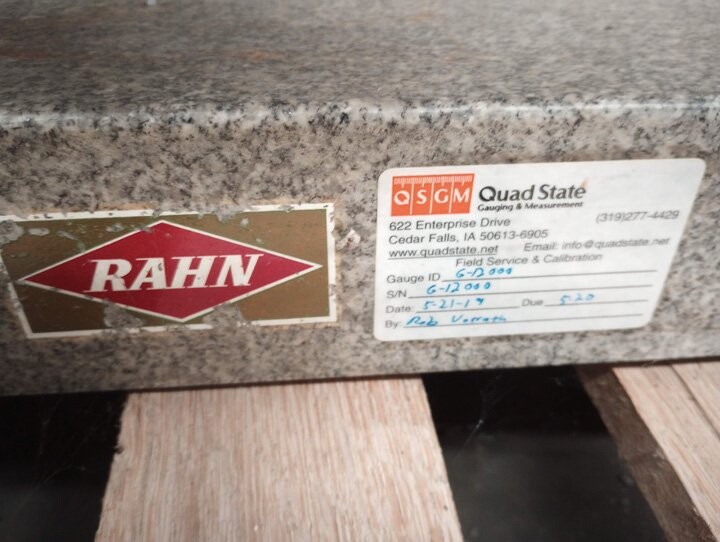 RAHN
QSGM Quad State
Gauging & Measurement
622 Enterprise Drive (319)277-4429
Cedar Falls, IA 50613-6905
www.quadstate.net Email: info@quadstate.net
Field Service & Calibration
Gauge ID G-12000
S/N G-12000
Date: 5-21-19 Due 5-20
By: Rob